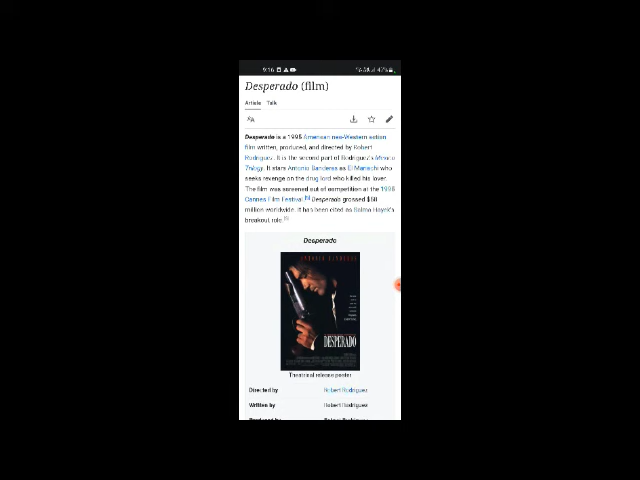 9:16
Desperado (film)
Article Talk
Desperado is a 1995 American neo-Western action
film written, produced, and directed by Robert
Rodriguez. It is the second part of Rodriguez's Mexico
Trilogy. It stars Antonio Banderas as El Mariachi who
seeks revenge on the drug lord who killed his lover.
The film was screened out of competition at the 1995
Cannes Film Festival. Desperado grossed $58
million worldwide. It has been cited as Salma Hayek's
breakout role.
Desperado
ANTONIO BANDERAS
DESPERADO
Theatrical release poster
Directed by Robert Rodriguez
Written by Robert Rodriguez
Produced by